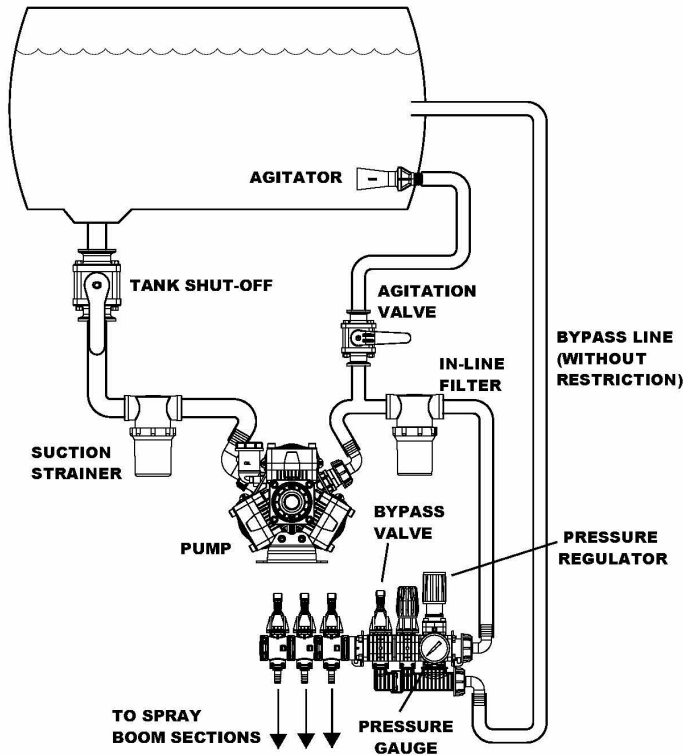 AGITATOR
TANK SHUT-OFF
AGITATION
VALVE
BYPASS LINE
(WITHOUT
RESTRICTION)
IN-LINE
FILTER
SUCTION
STRAINER
PUMP
BYPASS
VALVE
PRESSURE
REGULATOR
TO SPRAY
BOOM SECTIONS
PRESSURE
GAUGE